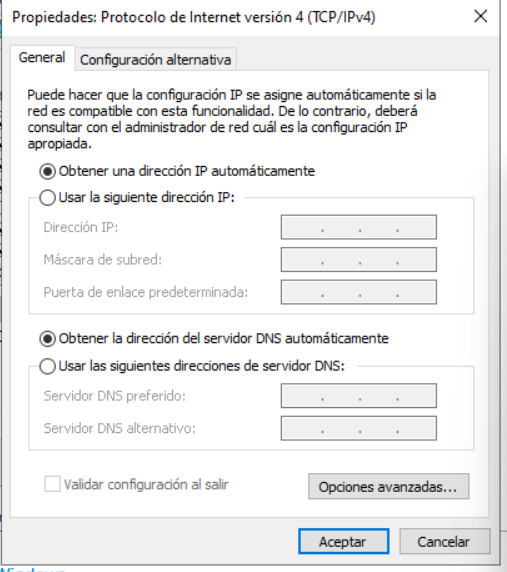 Propiedades: Protocolo de Internet versión 4 (TCP/IPv4)
General
Configuración alternativa
Puede hacer que la configuración IP se asigne automáticamente si la
red es compatible con esta funcionalidad. De lo contrario, deberá
consultar con el administrador de red cuál es la configuración IP
apropiada.
Obtener una dirección IP automáticamente
Usar la siguiente dirección IP:
Dirección IP:
Máscara de subred:
Puerta de enlace predeterminada:
Obtener la dirección del servidor DNS automáticamente
Usar las siguientes direcciones de servidor DNS:
Servidor DNS preferido:
Servidor DNS alternativo:
Validar configuración al salir
Opciones avanzadas...
Aceptar
Cancelar